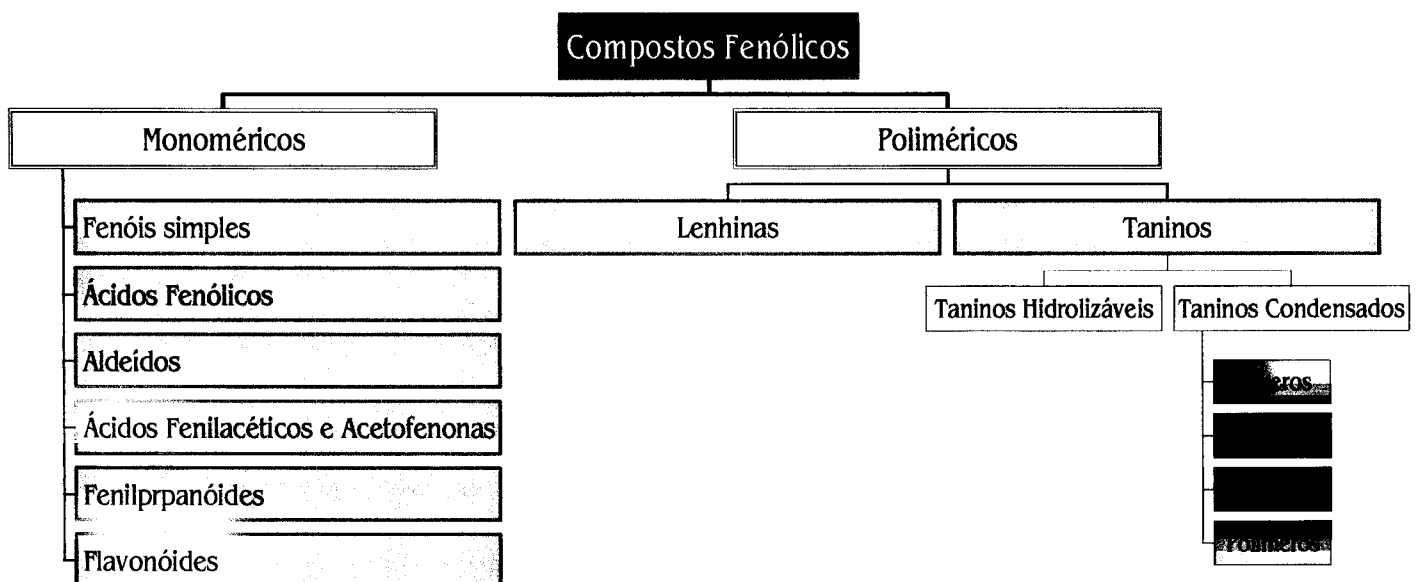 Compostos Fenólicos
Monoméricos
Poliméricos
Fenóis simples
Ácidos Fenólicos
Aldeídos
Ácidos Fenilacéticos e Acetofenonas
Fenilprpanóides
Flavonóides
Lenhinas
Taninos
Taninos Hidrolizáveis
Taninos Condensados